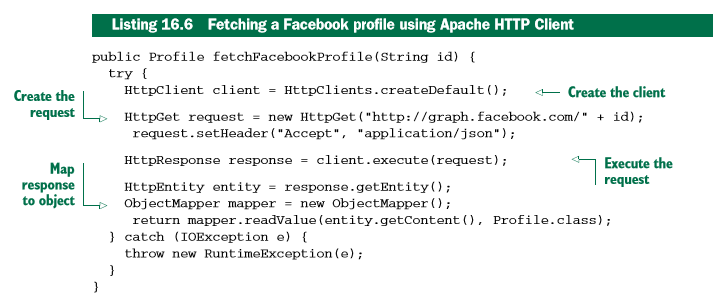 Listing 16.6 Fetching a Facebook profile using Apache HTTP Client
public Profile fetchFacebookProfile(String id) {
try {
HttpClient client = HttpClients.createDefault();
Create the client
Create the
request
HttpGet request = new HttpGet("http://graph.facebook.com/" + id);
request.setHeader("Accept", "application/json");
HttpResponse response = client.execute(request);
Execute the
request
Map
response
to object
HttpEntity entity = response.getEntity();
ObjectMapper mapper = new ObjectMapper();
return mapper.readValue(entity.getContent(), Profile.class);
} catch (IOException e) {
throw new RuntimeException(e);
}
}